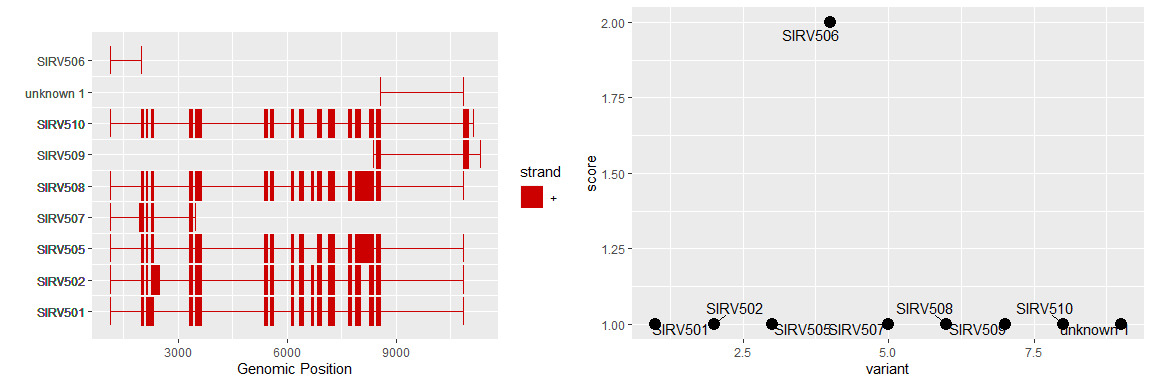 SIRV506
unknown 1
SIRV510
SIRV509
SIRV508
SIRV507
SIRV505
SIRV502
SIRV501
3000 6000 9000
Genomic Position
strand
+
score
2.00
1.75
1.50
1.25
1.00
SIRV506
SIRV502 SIRV508 SIRV510
SIRV501 SIRV505 SIRV507 SIRV509 unknown 1
2.5 5.0 7.5
variant